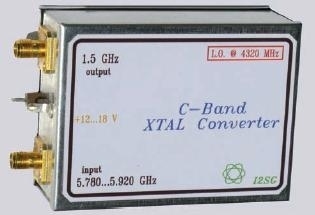 1.5 GHz
output
L.O. @ 4320 MHz
C-Band
XTAL Converter
+12...18 V
input
5.780...5.920 GHz
I2SG